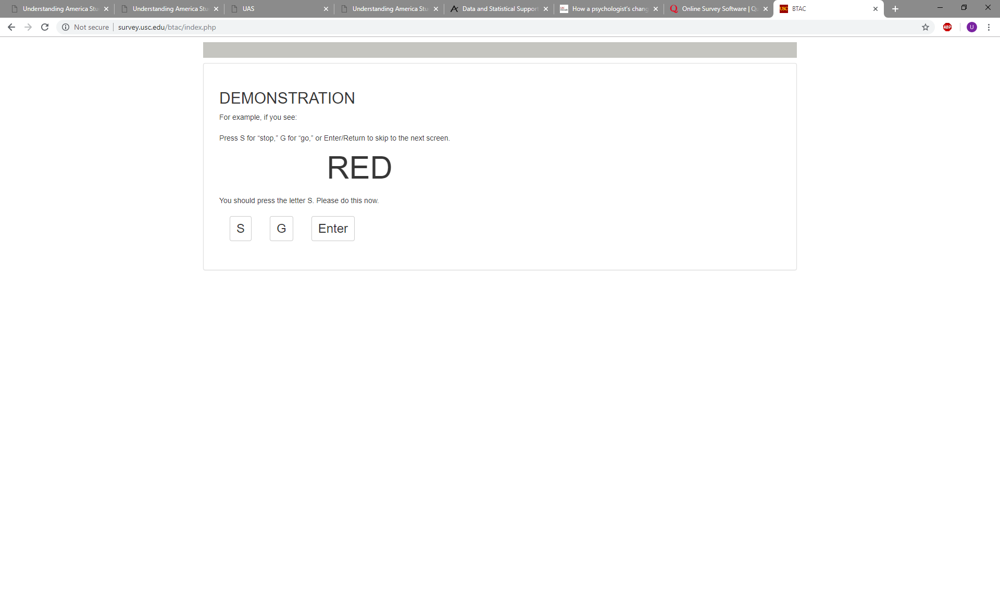 Understanding America Stu
Understanding America Stu
UAS
Understanding America Stu
Data and Statistical Support
How a psychologist's chang
Online Survey Software | Qu
BTAC
Not secure | survey.usc.edu/btac/index.php
ABP
U
DEMONSTRATION
For example, if you see:
Press S for “stop,” G for “go,” or Enter/Return to skip to the next screen.
RED
You should press the letter S. Please do this now.
S G Enter